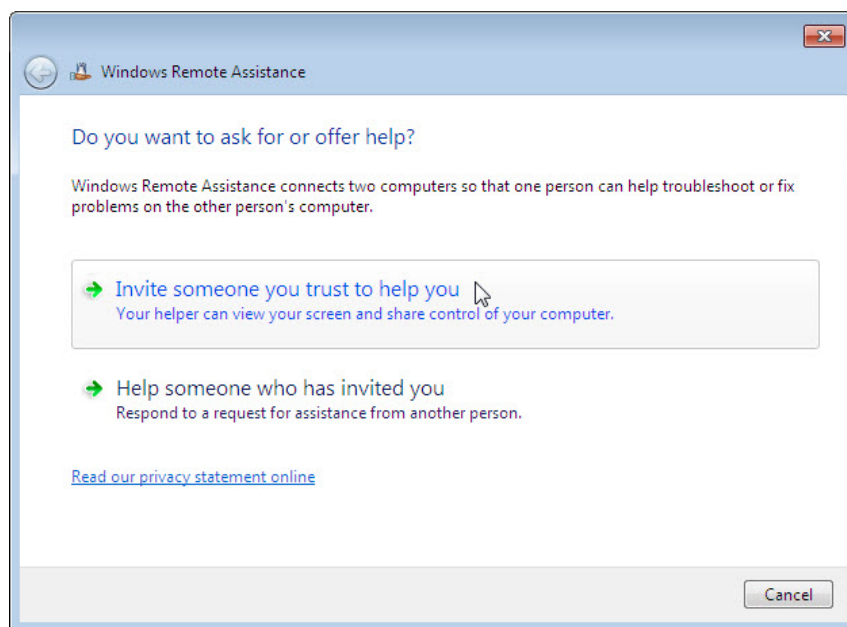 Windows Remote Assistance
Do you want to ask for or offer help?
Windows Remote Assistance connects two computers so that one person can help troubleshoot or fix
problems on the other person's computer.
Invite someone you trust to help you
Your helper can view your screen and share control of your computer.
Help someone who has invited you
Respond to a request for assistance from another person.
Read our privacy statement online
Cancel